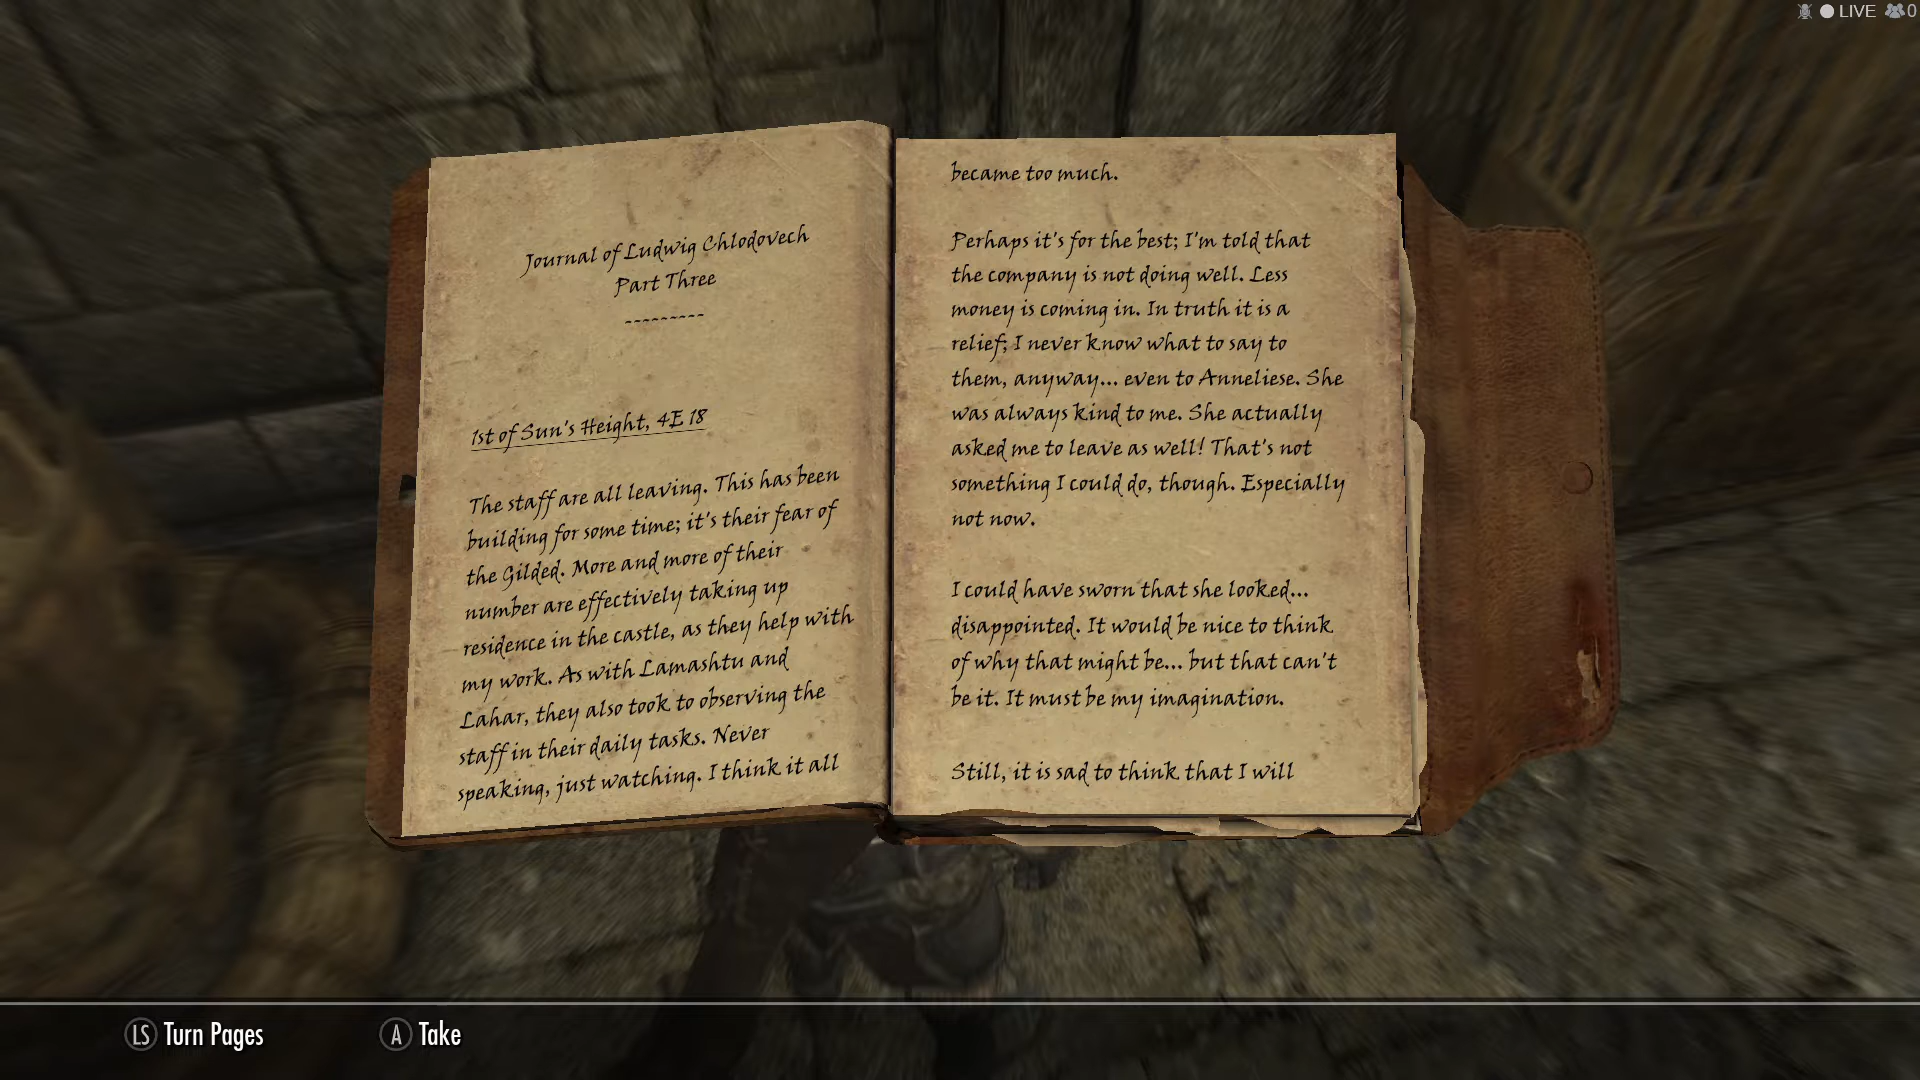 LIVE 0
Journal of Ludwig Chlodovech
Part Three
---------
1st of Sun's Height, 4E 18
The staff are all leaving. This has been
building for some time; it's their fear of
the Gilded. More and more of their
number are effectively taking up
residence in the castle, as they help with
my work. As with Lamashtu and
Lahar, they also took to observing the
staff in their daily tasks. Never
speaking, just watching. I think it all
became too much.
Perhaps it's for the best; I'm told that
the company is not doing well. Less
money is coming in. In truth it is a
relief; I never know what to say to
them, anyway... even to Anneliese. She
was always kind to me. She actually
asked me to leave as well! That's not
something I could do, though. Especially
not now.
I could have sworn that she looked...
disappointed. It would be nice to think
of why that might be... but that can't
be it. It must be my imagination.
Still, it is sad to think that I will
LS Turn Pages
A Take